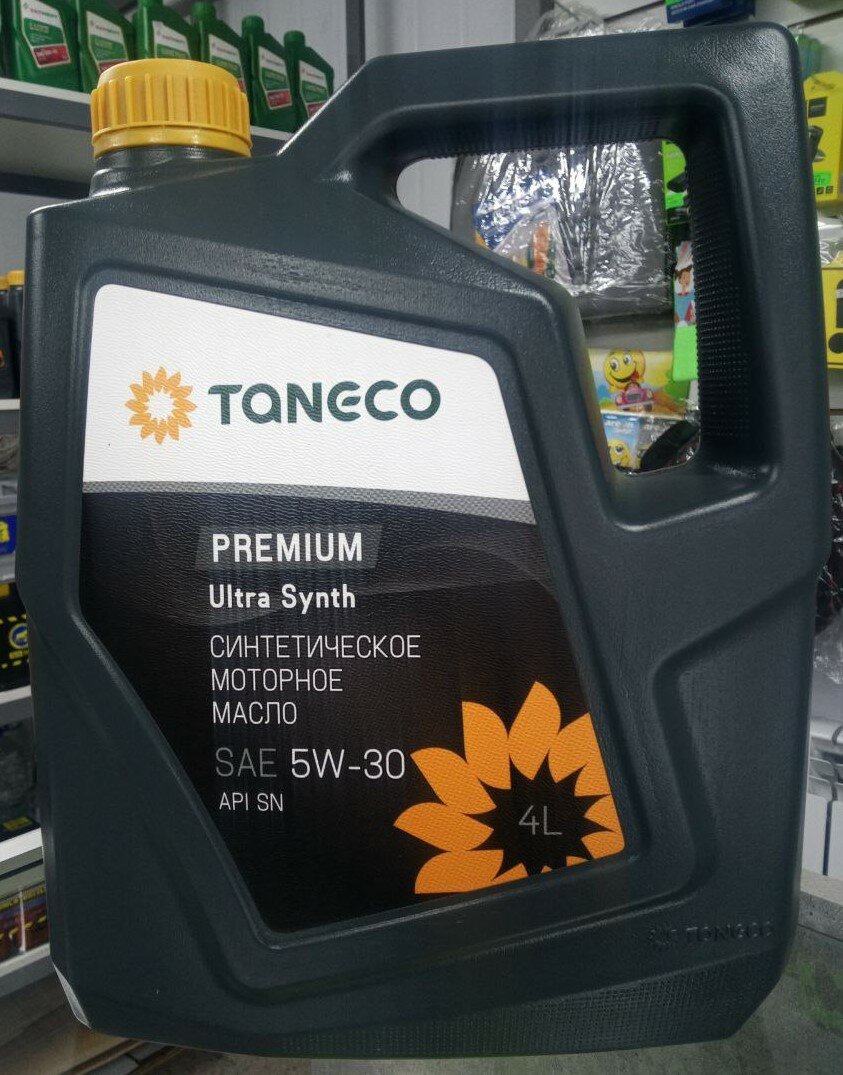 TANECO
PREMIUM
Ultra Synth
СИНТЕТИЧЕСКОЕ
МОТОРНОЕ
МАСЛО
SAE 5W-30
API SN
4L
TANECO